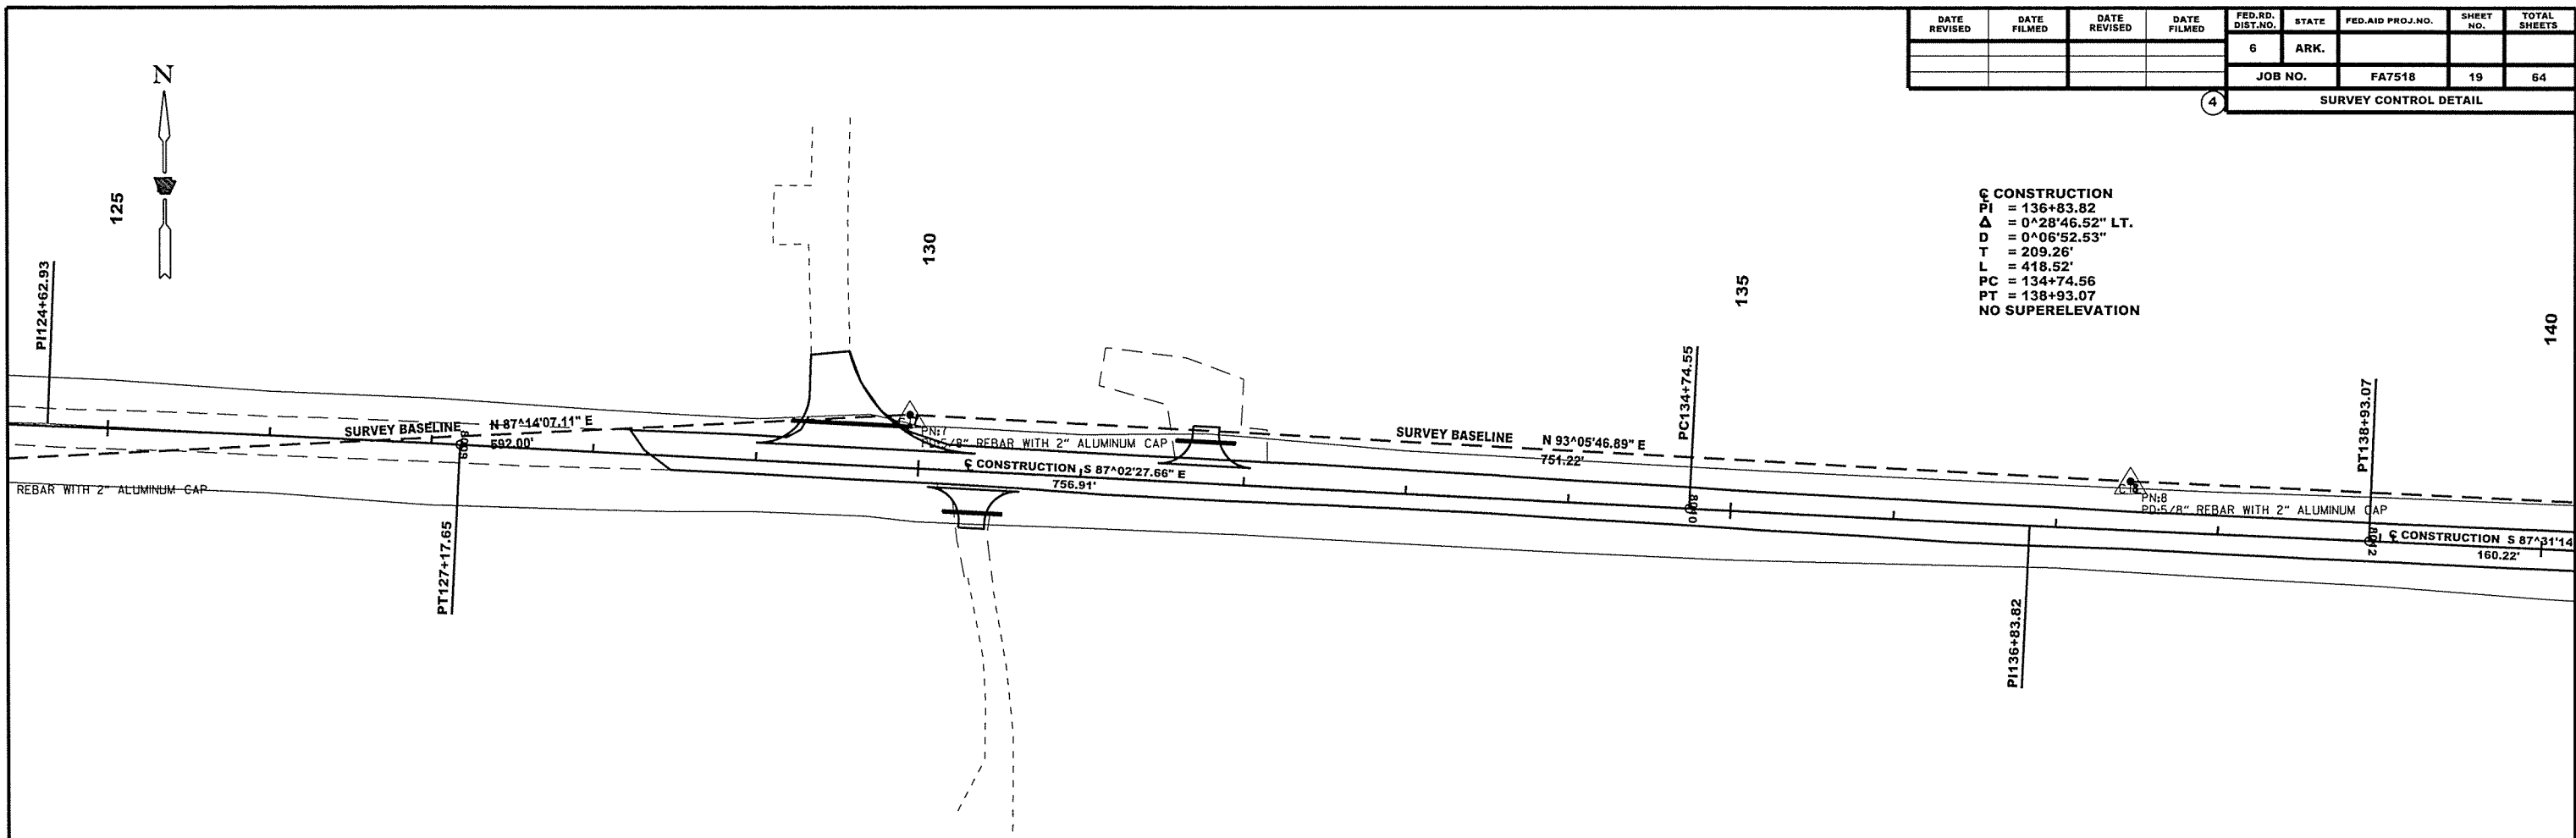 DATE REVISED DATE FILMED DATE REVISED DATE FILMED FED.RD. DIST.NO. STATE FED.AID PROJ.NO. SHEET NO. TOTAL SHEETS
6 ARK.
JOB NO. FA7518 19 64
4 SURVEY CONTROL DETAIL
N
125
130
135
140
℄ CONSTRUCTION
PI = 136+83.82
Δ = 0^28'46.52" LT.
D = 0^06'52.53"
T = 209.26'
L = 418.52'
PC = 134+74.56
PT = 138+93.07
NO SUPERELEVATION
PI124+62.93
SURVEY BASELINE N 87^14'07.11" E
592.00'
8009
PT127+17.65
REBAR WITH 2" ALUMINUM CAP
PN:7
PD:5/8" REBAR WITH 2" ALUMINUM CAP
℄ CONSTRUCTION S 87^02'27.66" E
756.91'
SURVEY BASELINE N 93^05'46.89" E
751.22'
PC134+74.55
8010
PI136+83.82
PN:8
PD:5/8" REBAR WITH 2" ALUMINUM CAP
PT138+93.07
8012
℄ CONSTRUCTION S 87^31'14
160.22'